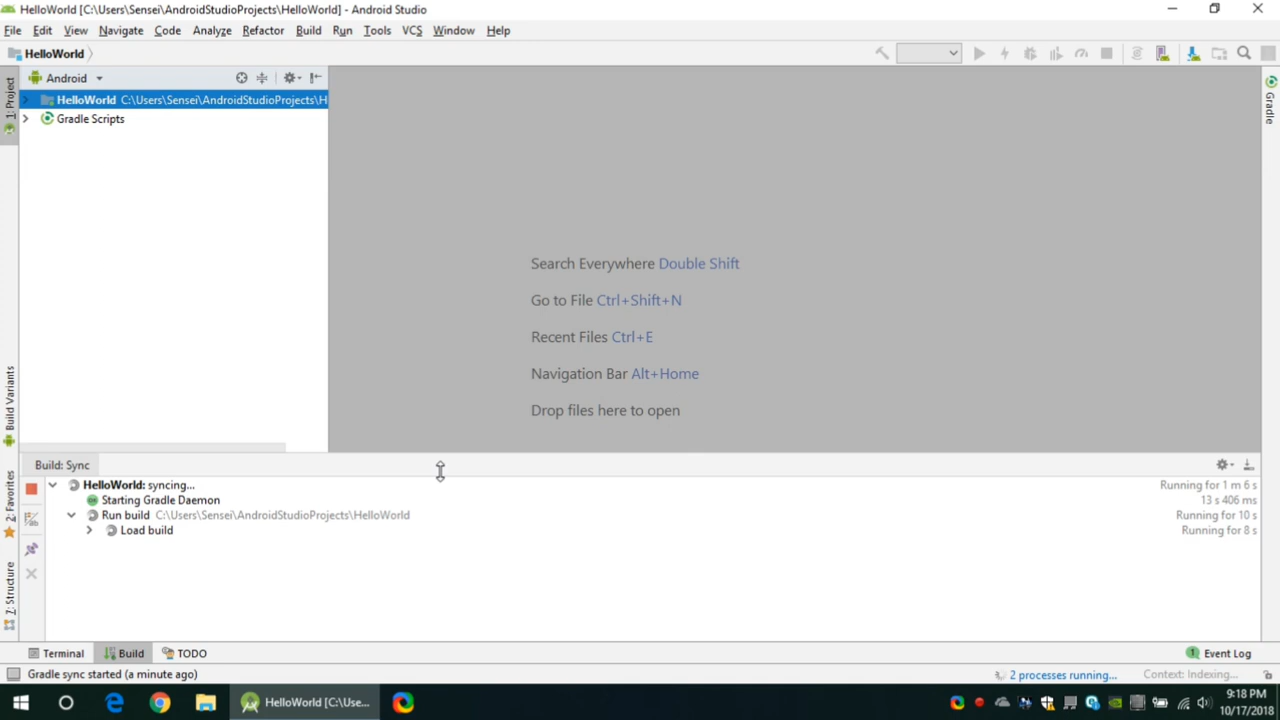 HelloWorld [C:\Users\Sensei\AndroidStudioProjects\HelloWorld] - Android Studio
File Edit View Navigate Code Analyze Refactor Build Run Tools VCS Window Help
HelloWorld
Android
HelloWorld C:\Users\Sensei\AndroidStudioProjects\H
Gradle Scripts
1: Project
Build Variants
2: Favorites
7: Structure
Gradle
Search Everywhere Double Shift
Go to File Ctrl+Shift+N
Recent Files Ctrl+E
Navigation Bar Alt+Home
Drop files here to open
Build: Sync
HelloWorld: syncing... Running for 1 m 6 s
Starting Gradle Daemon 13 s 406 ms
Run build C:\Users\Sensei\AndroidStudioProjects\HelloWorld Running for 10 s
Load build Running for 8 s
Terminal Build TODO 1 Event Log
Gradle sync started (a minute ago) 2 processes running... Context: Indexing...
HelloWorld [C:\Use... 9:18 PM
10/17/2018